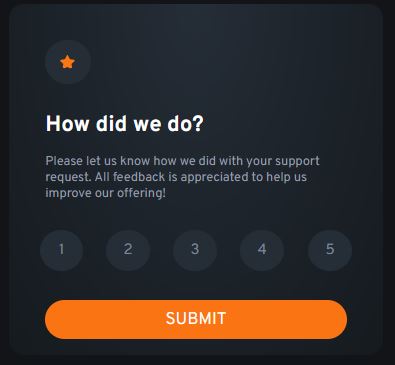 How did we do?
Please let us know how we did with your support
request. All feedback is appreciated to help us
improve our offering!
1 2 3 4 5
SUBMIT